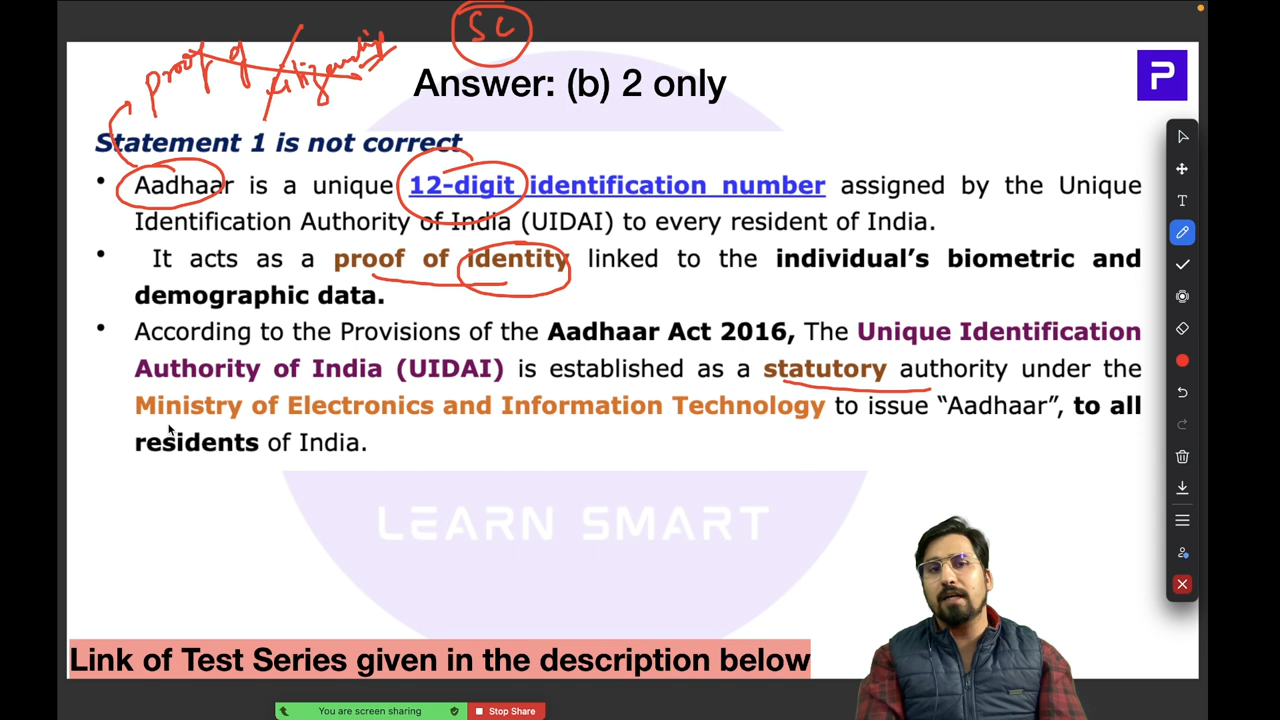 SC
Proof of citizenship
Answer: (b) 2 only
P
Statement 1 is not correct
• Aadhaar is a unique 12-digit identification number assigned by the Unique
Identification Authority of India (UIDAI) to every resident of India.
• It acts as a proof of identity linked to the individual’s biometric and
demographic data.
• According to the Provisions of the Aadhaar Act 2016, The Unique Identification
Authority of India (UIDAI) is established as a statutory authority under the
Ministry of Electronics and Information Technology to issue “Aadhaar”, to all
residents of India.
LEARN SMART
Link of Test Series given in the description below
You are screen sharing
Stop Share
T